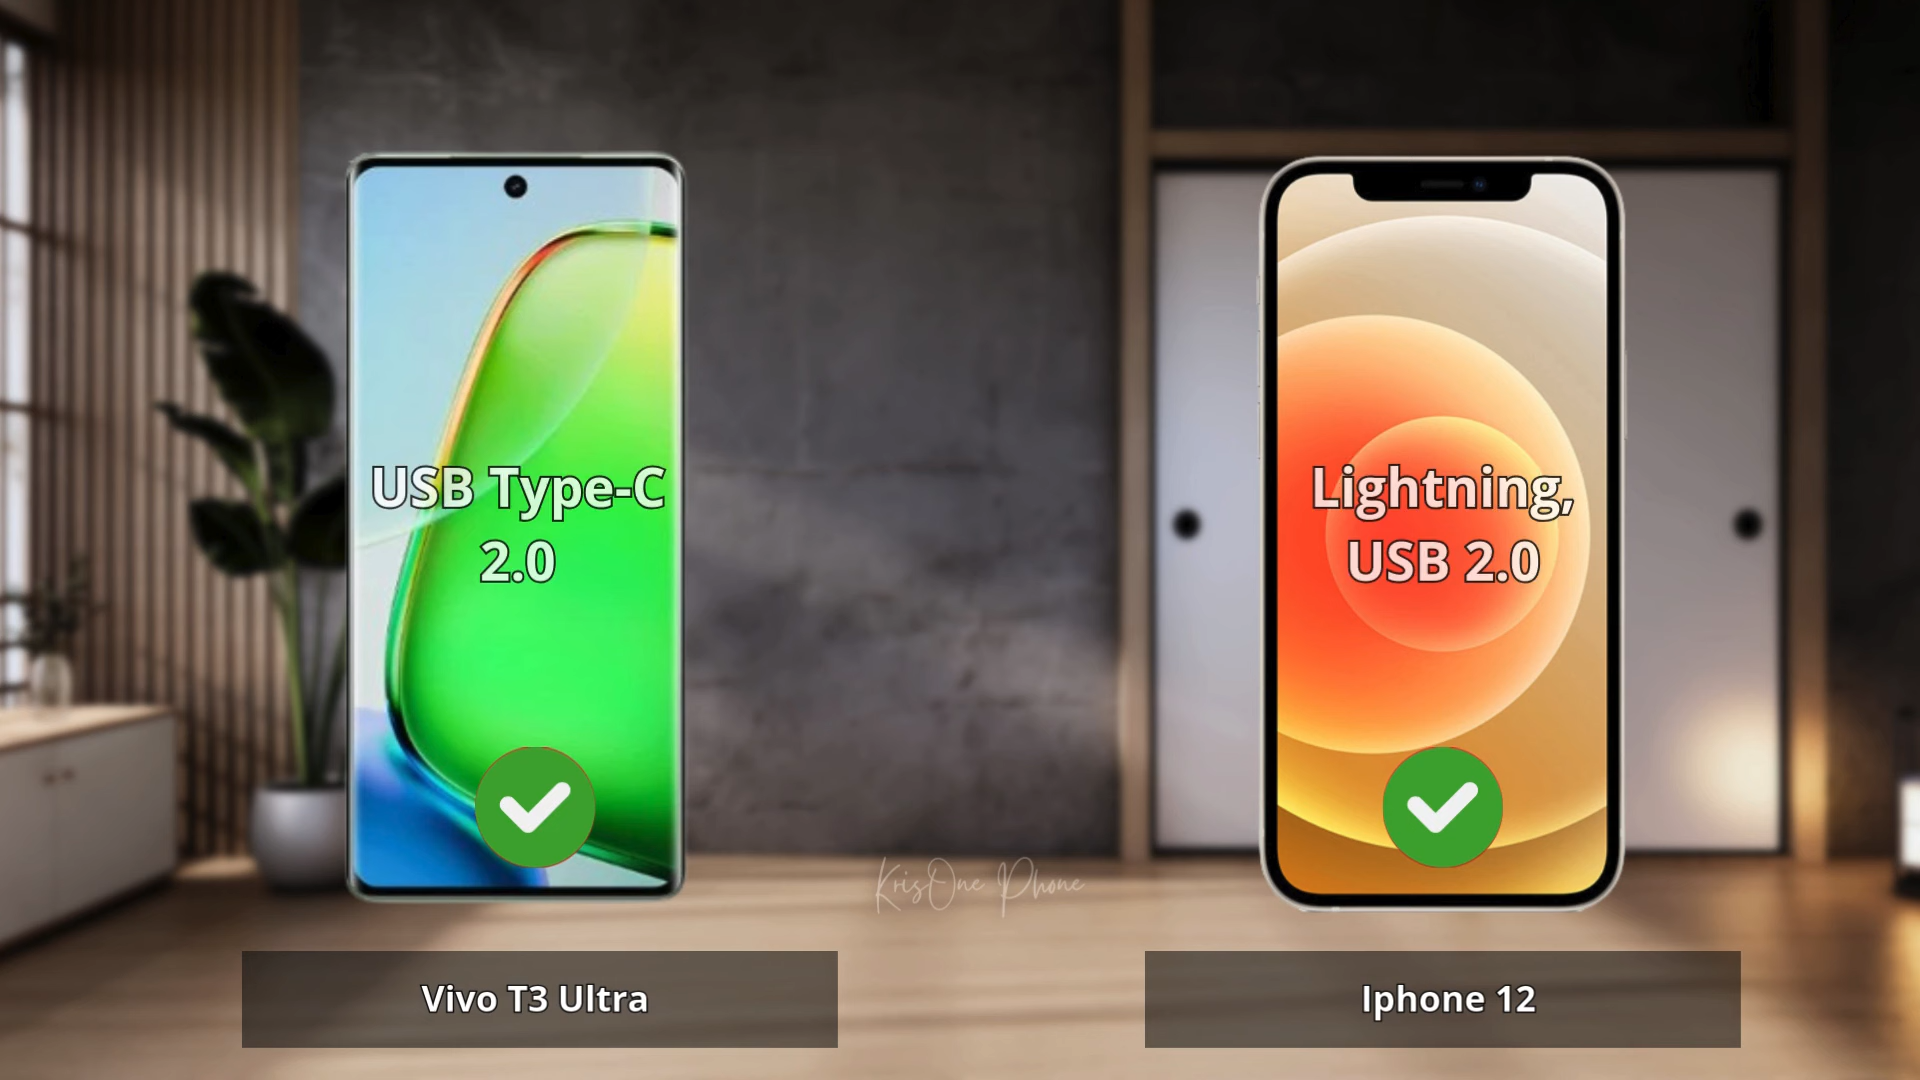 USB Type-C
2.0
Lightning,
USB 2.0
KrisOne Phone
Vivo T3 Ultra
Iphone 12